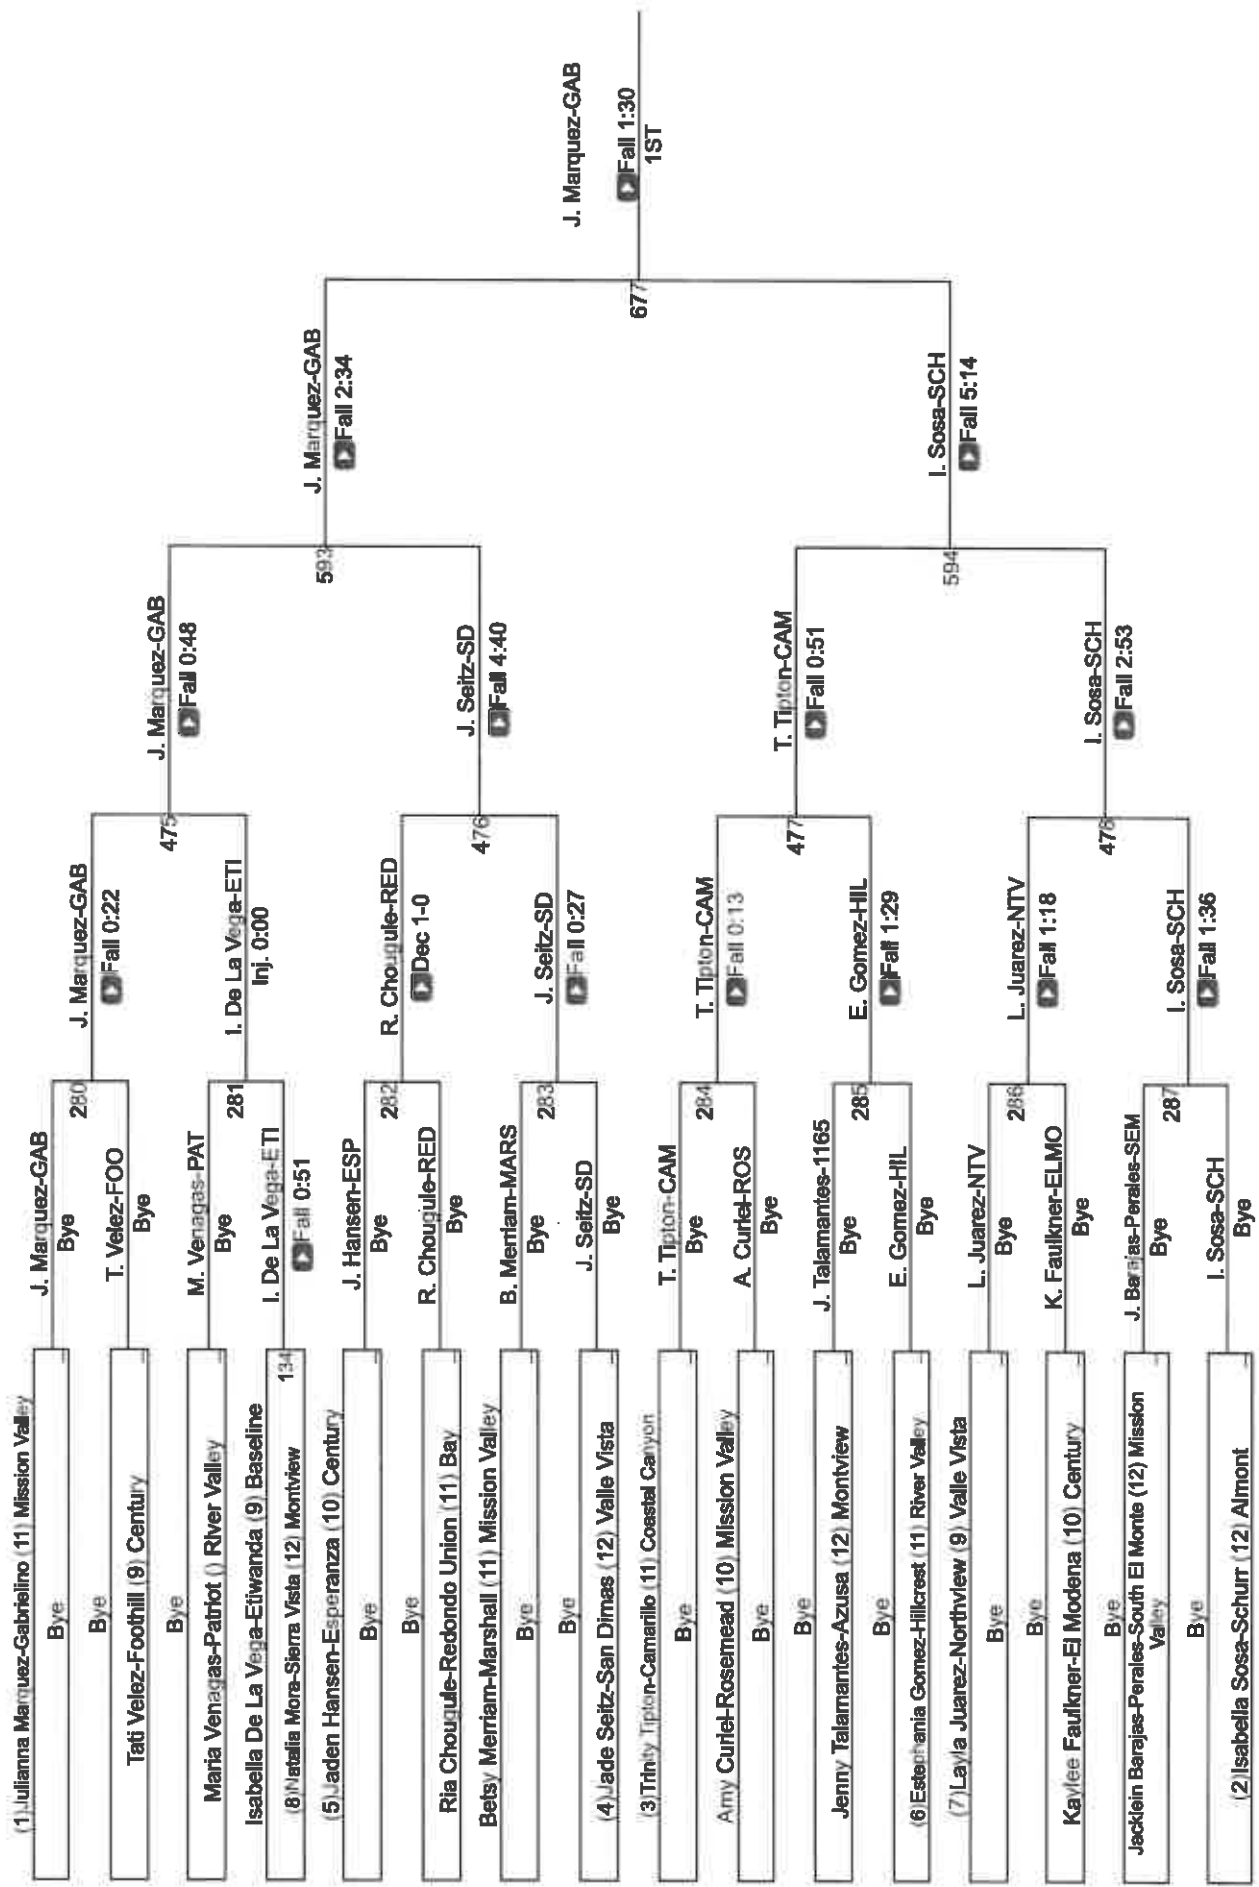 (1)Julianna Marquez-Gabrielino (11) Mission Valley
Bye
Bye
Tati Velez-Foothill (9) Century
Bye
Maria Venagas-Patriot () River Valley
Isabella De La Vega-Etiwanda (9) Baseline
134
(8)Natalia Mora-Sierra Vista (12) Montview
(5)Jaden Hansen-Esperanza (10) Century
Bye
Bye
Ria Chougule-Redondo Union (11) Bay
Betsy Merriam-Marshall (11) Mission Valley
Bye
Bye
(4)Jade Seitz-San Dimas (12) Valle Vista
(3)Trinity Tipton-Camarillo (11) Coastal Canyon
Bye
Amy Curiel-Rosemead (10) Mission Valley
Bye
Bye
Jenny Talamantes-Azusa (12) Montview
Bye
(6)Estephania Gomez-Hillcrest (11) River Valley
(7)Layla Juarez-Northview (9) Valle Vista
Bye
Bye
Kaylee Faulkner-El Modena (10) Century
Bye
Jacklein Barajas-Perales-South El Monte (12) Mission
Valley
Bye
(2)Isabella Sosa-Schurr (12) Almont
J. Marquez-GAB
Bye
280
T. Velez-FOO
Bye
M. Venagas-PAT
Bye
281
I. De La Vega-ETI
Fall 0:51
J. Hansen-ESP
Bye
282
R. Chougule-RED
Bye
B. Merriam-MARS
Bye
283
J. Seitz-SD
Bye
T. Tipton-CAM
Bye
284
A. Curiel-ROS
Bye
J. Talamantes-1165
Bye
285
E. Gomez-HIL
Bye
L. Juarez-NTV
Bye
286
K. Faulkner-ELMO
Bye
J. Barajas-Perales-SEM
Bye
287
I. Sosa-SCH
Bye
J. Marquez-GAB
Fall 0:22
475
I. De La Vega-ETI
Inj. 0:00
R. Chougule-RED
Dec 1-0
476
J. Seitz-SD
Fall 0:27
T. Tipton-CAM
Fall 0:13
477
E. Gomez-HIL
Fall 1:29
L. Juarez-NTV
Fall 1:18
478
I. Sosa-SCH
Fall 1:36
J. Marquez-GAB
Fall 0:48
593
J. Seitz-SD
Fall 4:40
T. Tipton-CAM
Fall 0:51
594
I. Sosa-SCH
Fall 2:53
J. Marquez-GAB
Fall 2:34
677
I. Sosa-SCH
Fall 5:14
J. Marquez-GAB
Fall 1:30
1ST